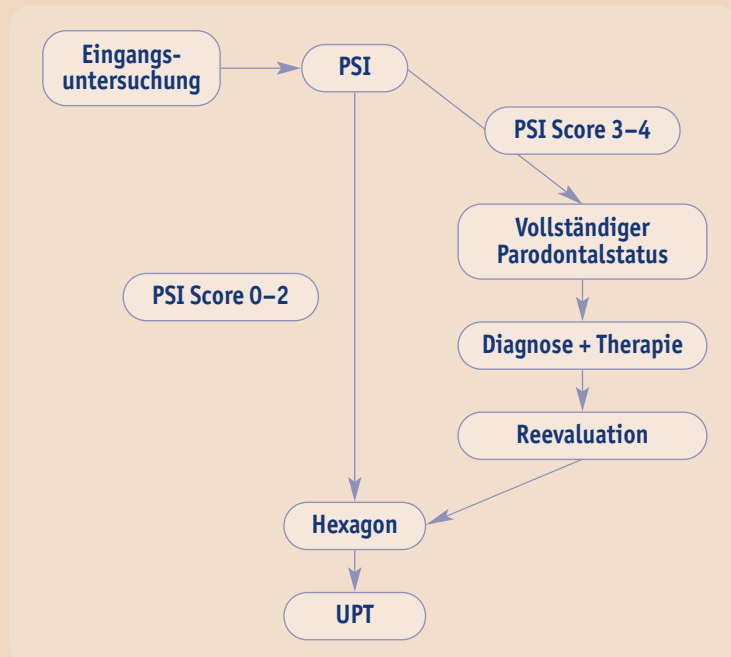 Eingangs-
untersuchung
PSI
PSI Score 3–4
Vollständiger
Parodontalstatus
PSI Score 0–2
Diagnose + Therapie
Reevaluation
Hexagon
UPT